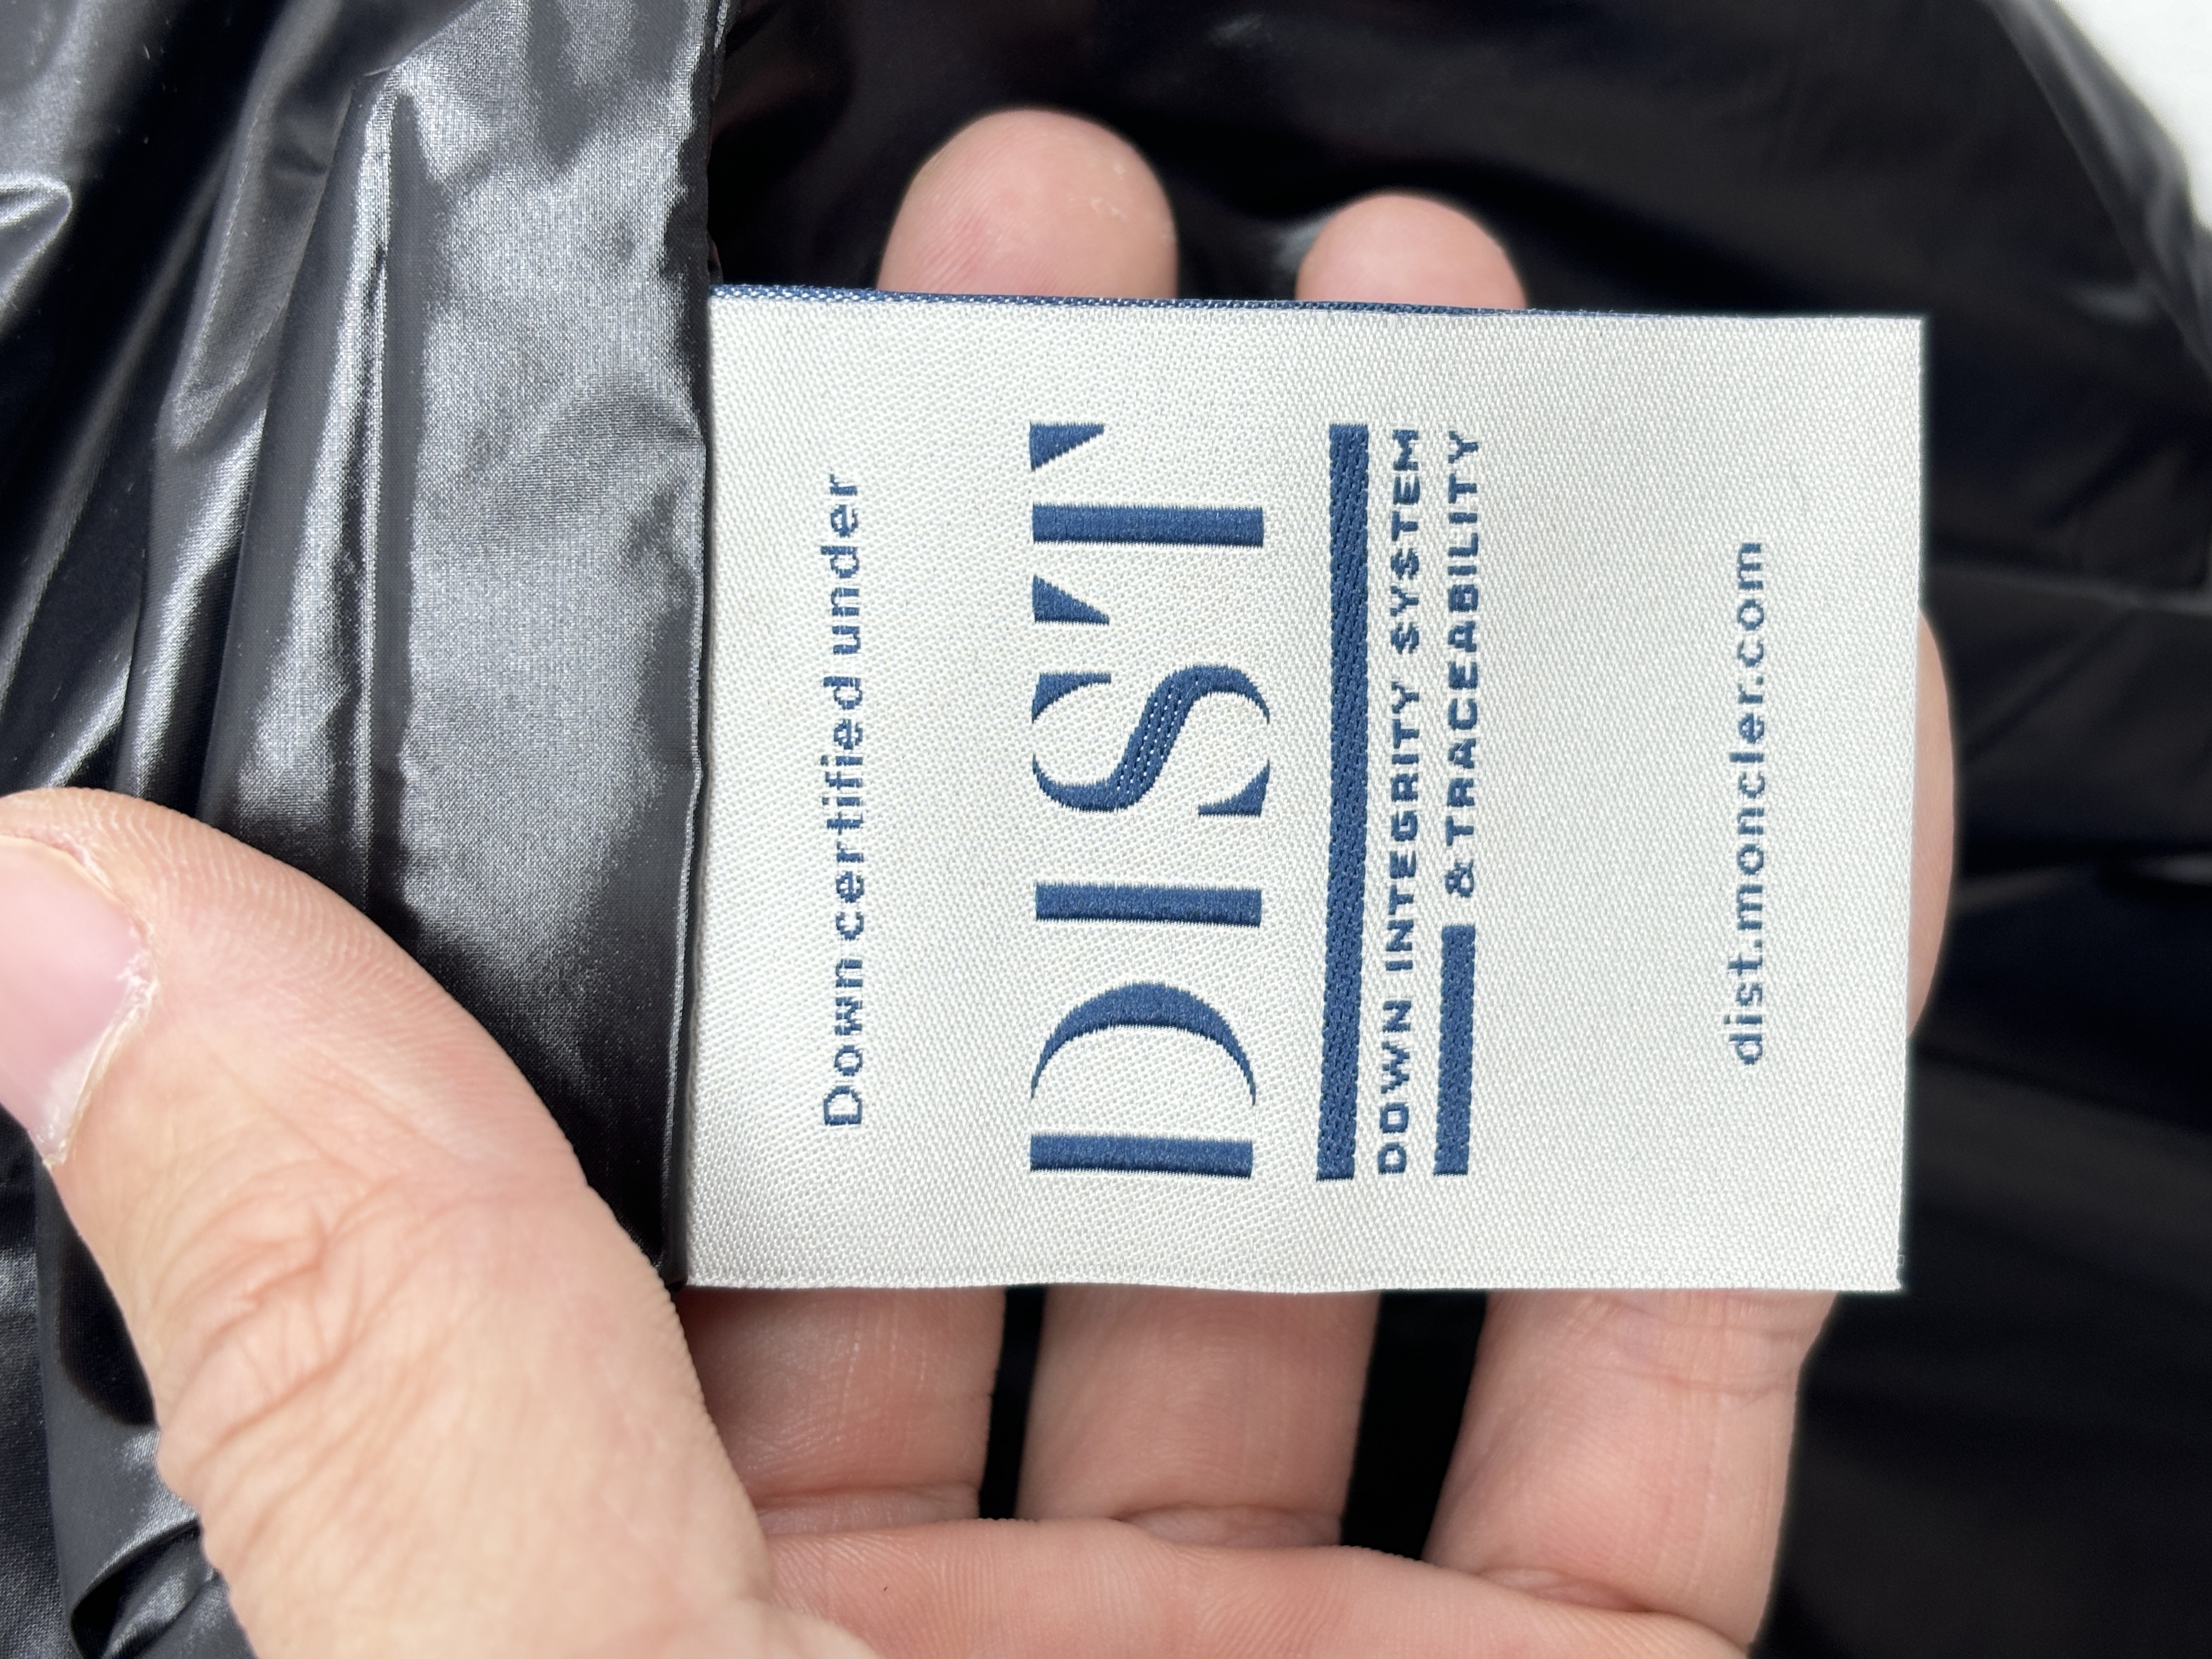 Down certified under
DIST
DOWN INTEGRITY SYSTEM
& TRACEABILITY
dist.moncler.com